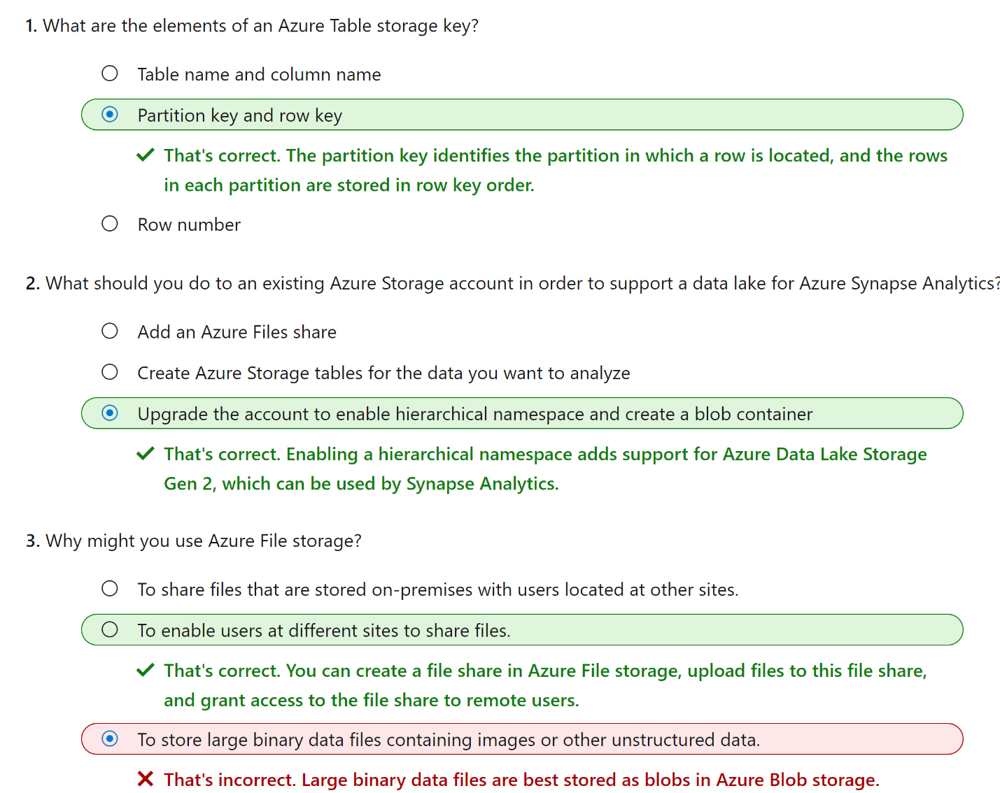 1. What are the elements of an Azure Table storage key?
Table name and column name
Partition key and row key
That's correct. The partition key identifies the partition in which a row is located, and the rows
in each partition are stored in row key order.
Row number
2. What should you do to an existing Azure Storage account in order to support a data lake for Azure Synapse Analytics?
Add an Azure Files share
Create Azure Storage tables for the data you want to analyze
Upgrade the account to enable hierarchical namespace and create a blob container
That's correct. Enabling a hierarchical namespace adds support for Azure Data Lake Storage
Gen 2, which can be used by Synapse Analytics.
3. Why might you use Azure File storage?
To share files that are stored on-premises with users located at other sites.
To enable users at different sites to share files.
That's correct. You can create a file share in Azure File storage, upload files to this file share,
and grant access to the file share to remote users.
To store large binary data files containing images or other unstructured data.
That's incorrect. Large binary data files are best stored as blobs in Azure Blob storage.